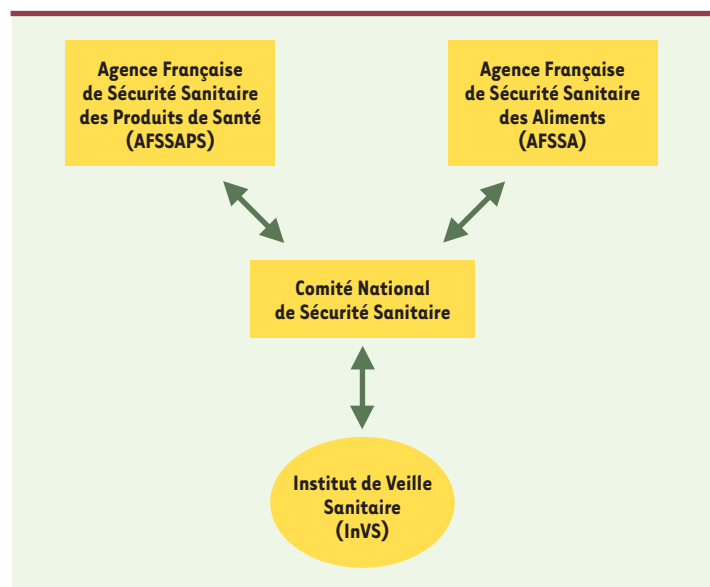 Agence Française
de Sécurité Sanitaire
des Produits de Santé
(AFSSAPS)
Agence Française
de Sécurité Sanitaire
des Aliments
(AFSSA)
Comité National
de Sécurité Sanitaire
Institut de Veille
Sanitaire
(InVS)